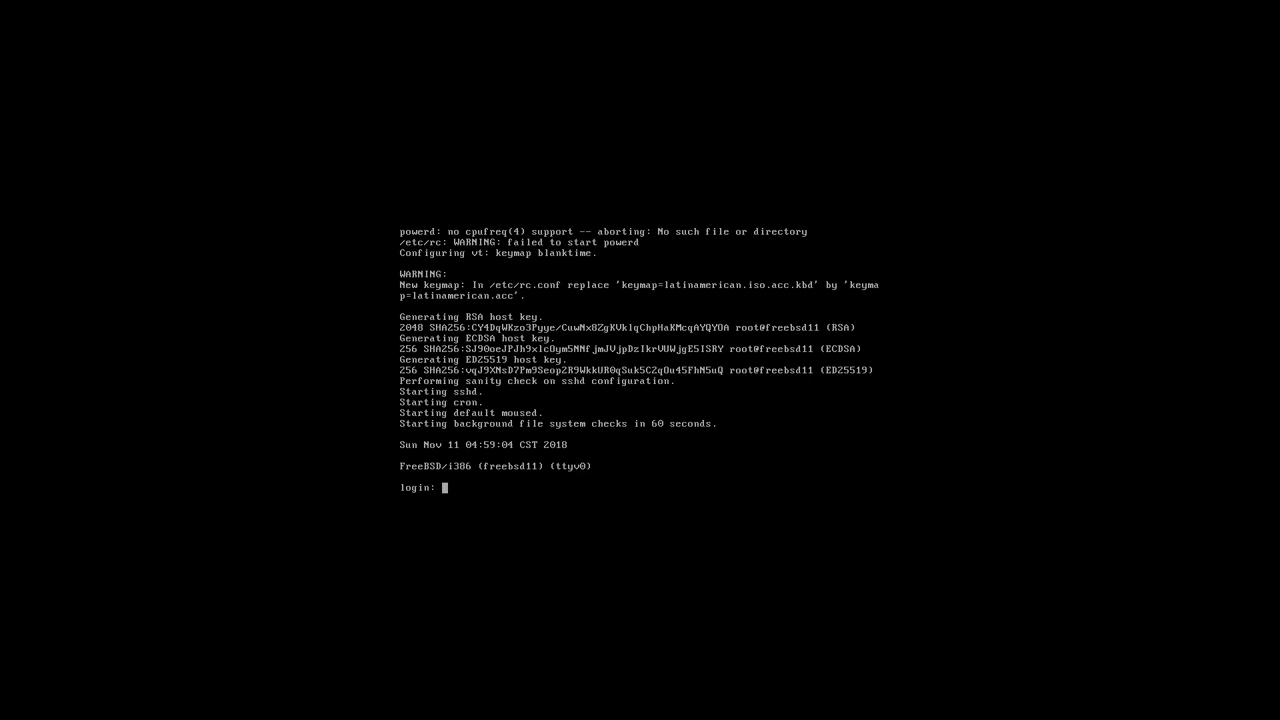 powerd: no cpufreq(4) support -- aborting: No such file or directory
/etc/rc: WARNING: failed to start powerd
Configuring vt: keymap blanktime.
WARNING:
New keymap: In /etc/rc.conf replace 'keymap=latinamerican.iso.acc.kbd' by 'keyma
p=latinamerican.acc'.
Generating RSA host key.
2048 SHA256:CY4DqWKzo3Pyye/CuwNx8ZgKVklqChpHaKMcqAYQYOA root@freebsd11 (RSA)
Generating ECDSA host key.
256 SHA256:SJ90oeJPJh9xlcOym5NNfjmJVjpDzIkrVUWjgE5ISRY root@freebsd11 (ECDSA)
Generating ED25519 host key.
256 SHA256:vqJ9XNsD7Pm9Seop2R9WkkUR0qSuk5C2qOu45FhN5uQ root@freebsd11 (ED25519)
Performing sanity check on sshd configuration.
Starting sshd.
Starting cron.
Starting default moused.
Starting background file system checks in 60 seconds.
Sun Nov 11 04:59:04 CST 2018
FreeBSD/i386 (freebsd11) (ttyv0)
login: